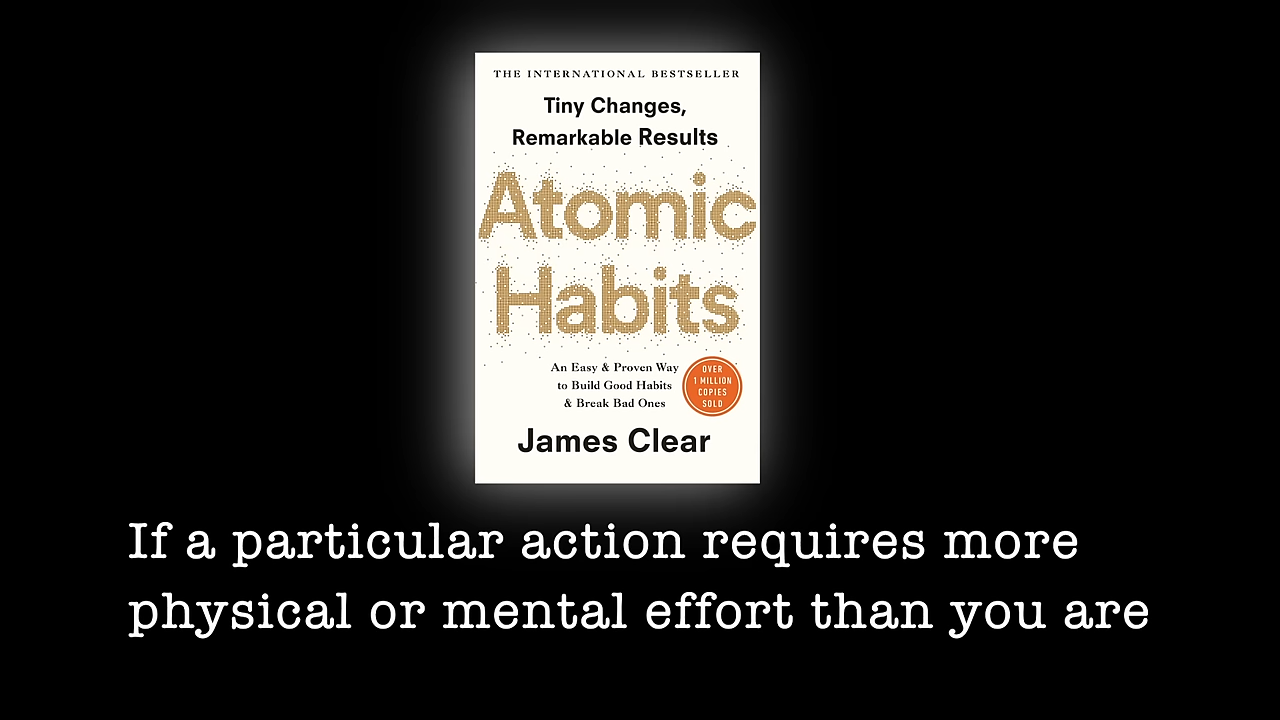 THE INTERNATIONAL BESTSELLER
Tiny Changes,
Remarkable Results
Atomic
Habits
An Easy & Proven Way
to Build Good Habits
& Break Bad Ones
OVER
1 MILLION
COPIES
SOLD
James Clear
If a particular action requires more
physical or mental effort than you are